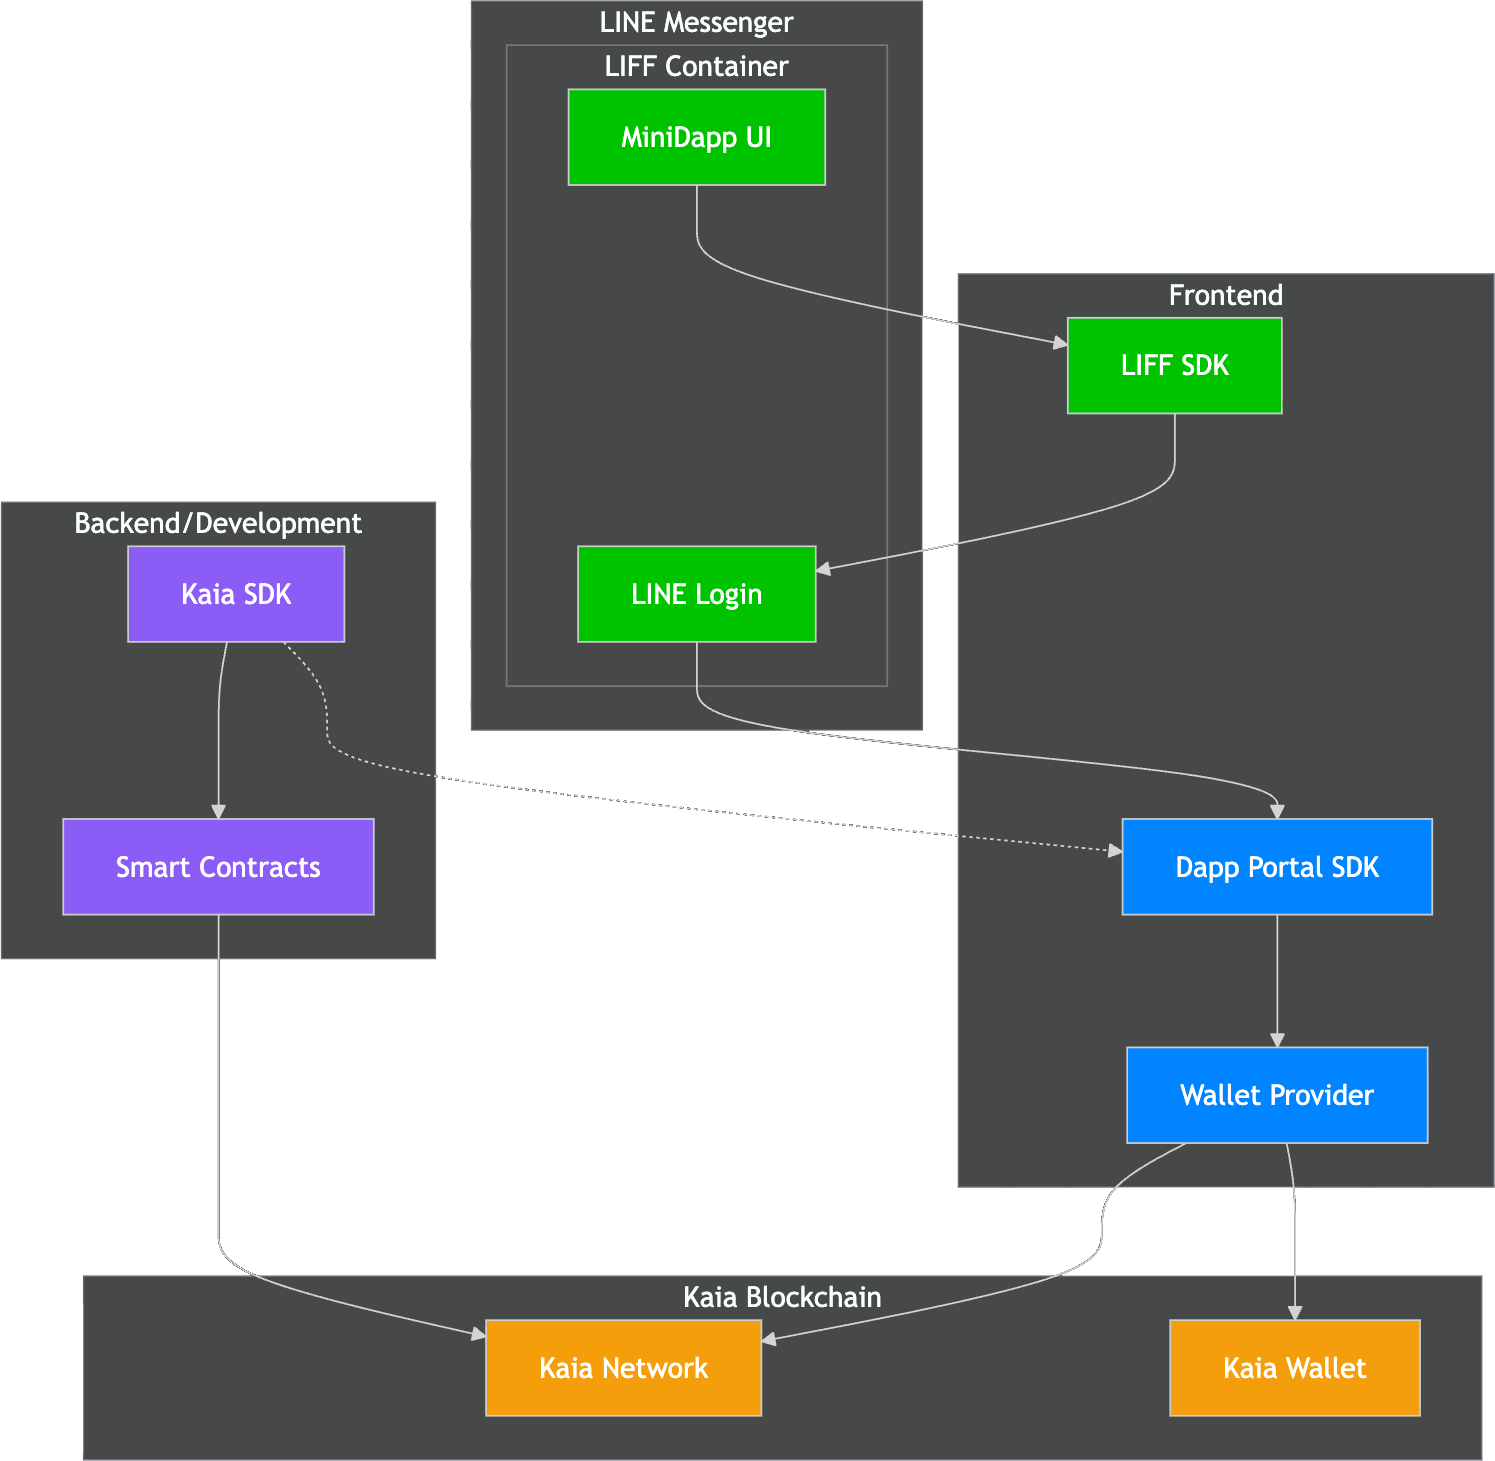 LINE Messenger
LIFF Container
MiniDapp UI
Frontend
LIFF SDK
Backend/Development
Kaia SDK
LINE Login
Smart Contracts
Dapp Portal SDK
Wallet Provider
Kaia Blockchain
Kaia Network
Kaia Wallet